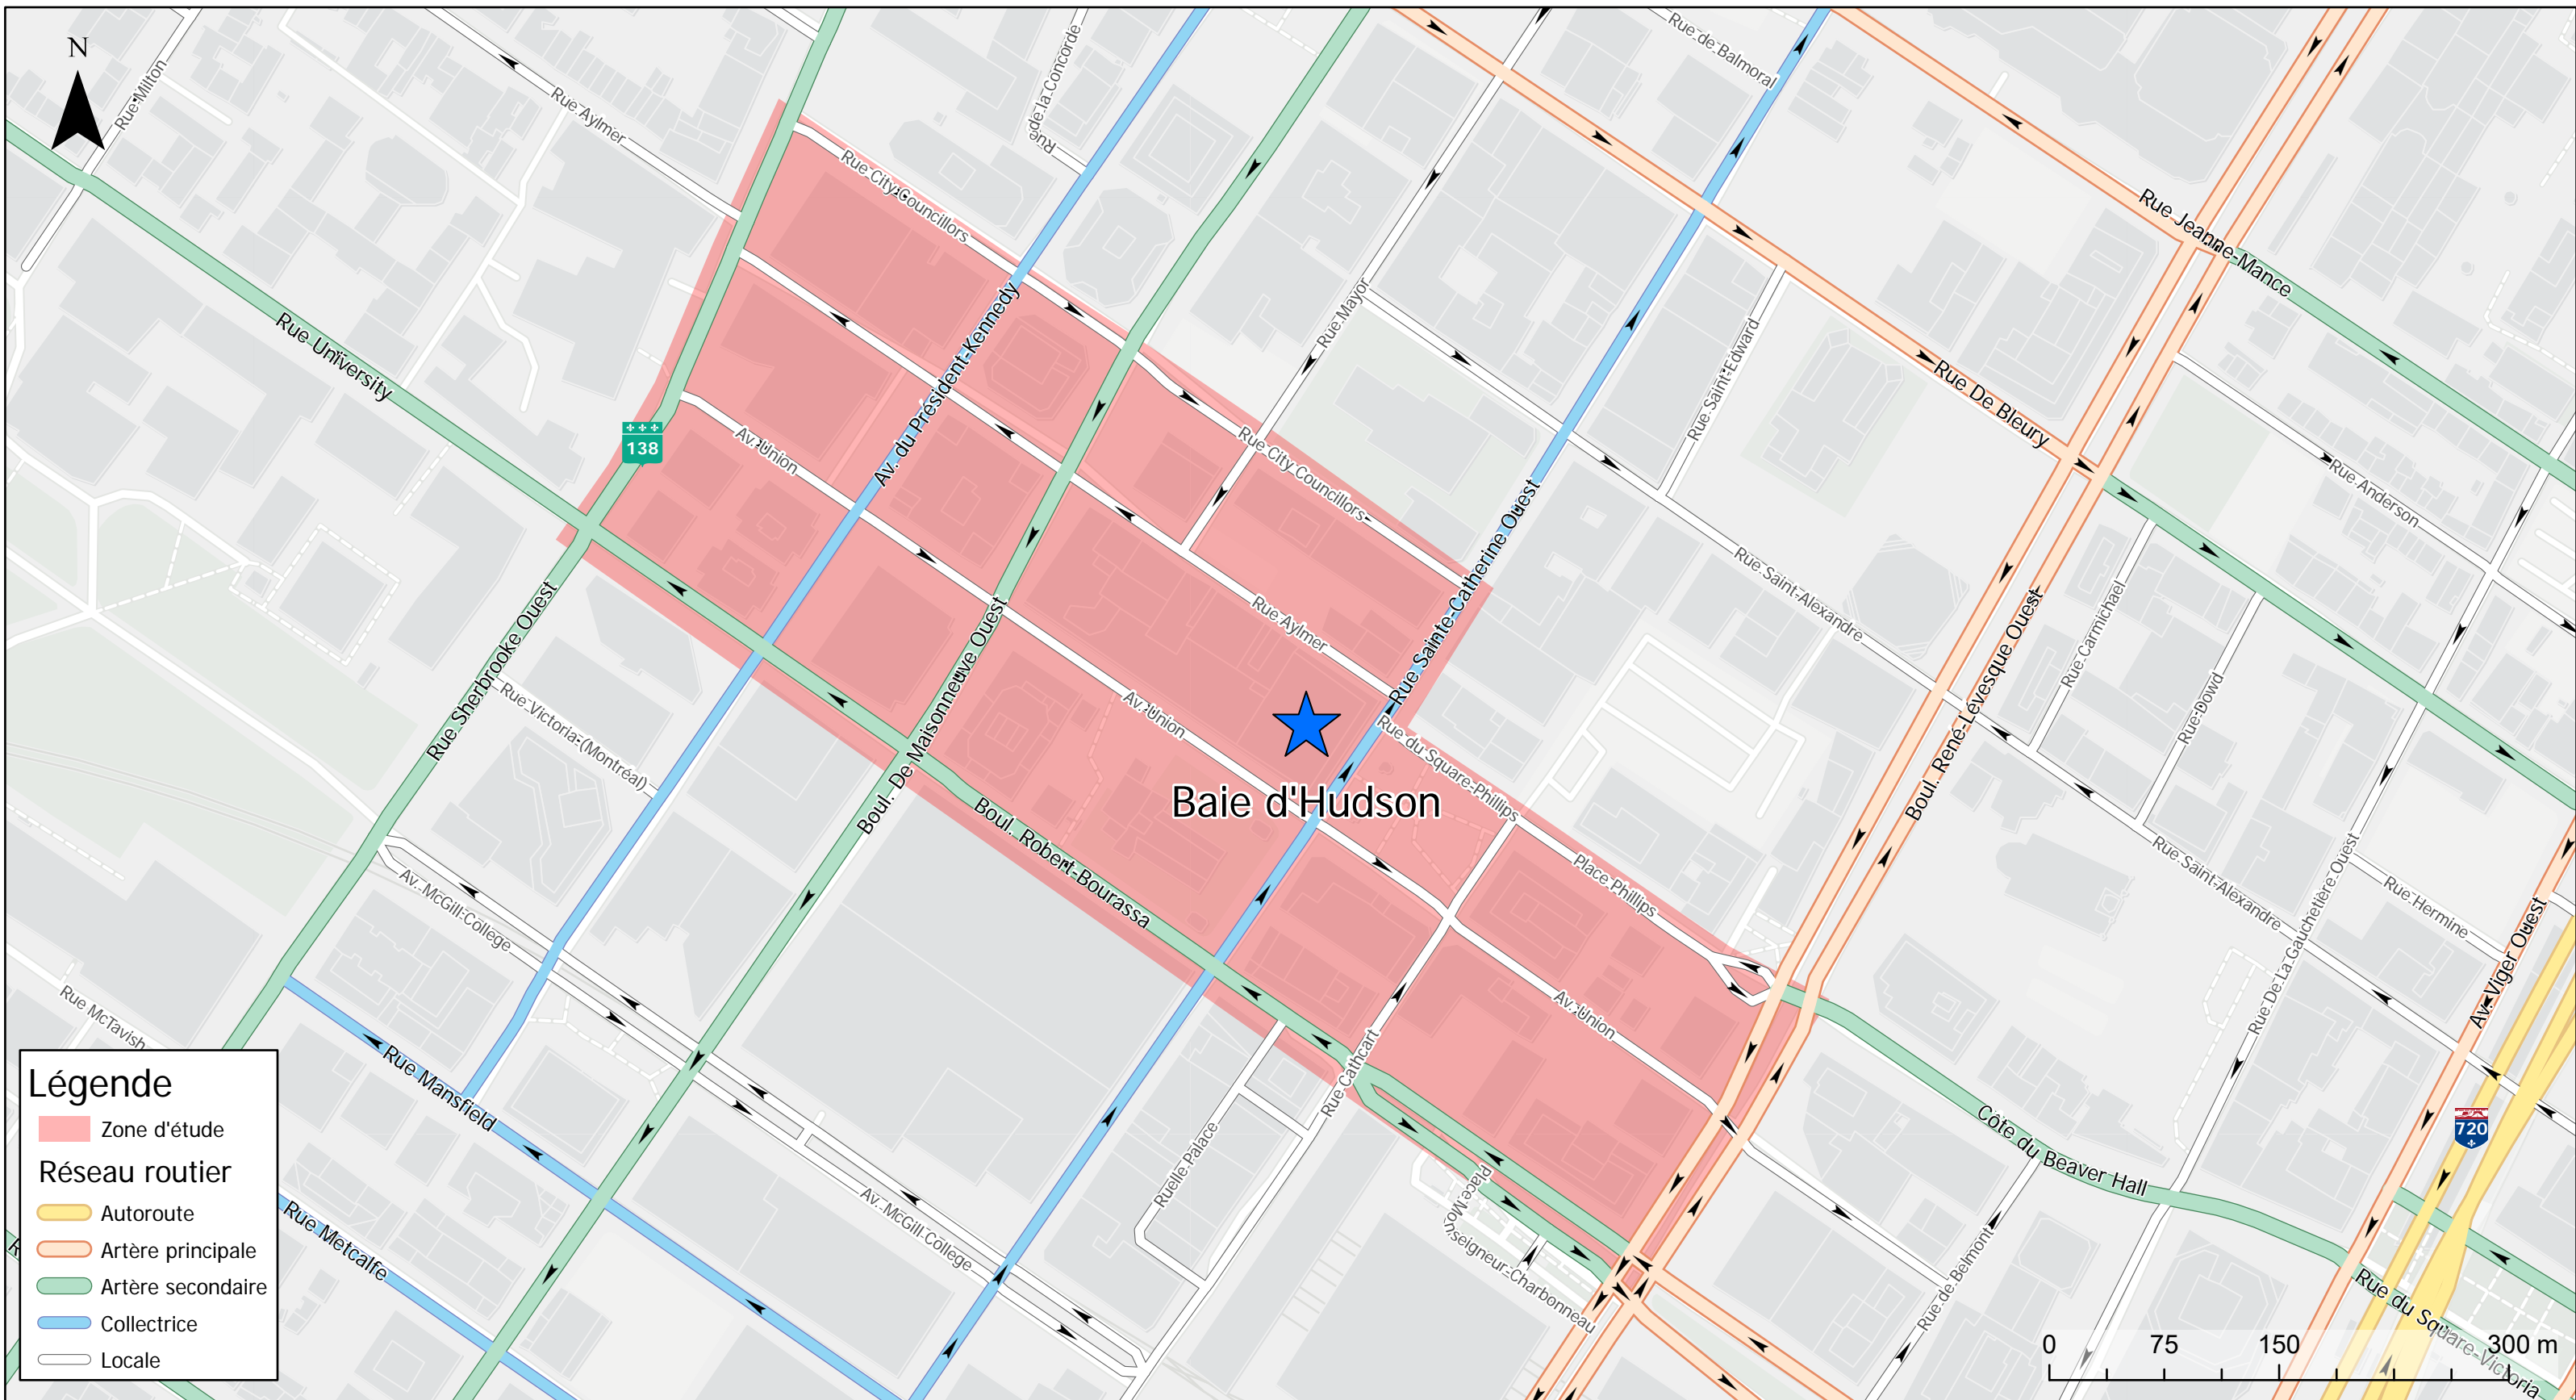 N
Rue Milton
Rue Aylmer
Rue de la Concorde
Rue de Balmoral
Rue City Councillors
Rue Jeanne-Mance
Rue University
Av. du Président-Kennedy
Rue Mayor
Rue Saint-Edward
Rue De Bleury
138
Av. Union
Rue City Councillors
Rue Anderson
Rue Sainte-Catherine Ouest
Rue Saint-Alexandre
Rue Aylmer
Rue Sherbrooke Ouest
Rue Victoria (Montréal)
Boul. De Maisonneuve Ouest
Av. Union
Rue du Square-Phillips
Baie d'Hudson
Boul. René-Lévesque Ouest
Rue Carmichael
Rue Dowd
Boul. Robert-Bourassa
Place Phillips
Rue Saint-Alexandre
Rue De La Gauchetière Ouest
Rue Hermine
Av. Viger Ouest
Av. McGill College
Rue McTavish
Av. Union
Rue Cathcart
Rue Mansfield
Ruelle Palace
Côte du Beaver Hall
720
Place Monseigneur-Charbonneau
Rue Metcalfe
Av. McGill College
Rue de Belmont
Rue du Square-Victoria
R
Légende
Zone d'étude
Réseau routier
Autoroute
Artère principale
Artère secondaire
Collectrice
Locale
0 75 150 300 m